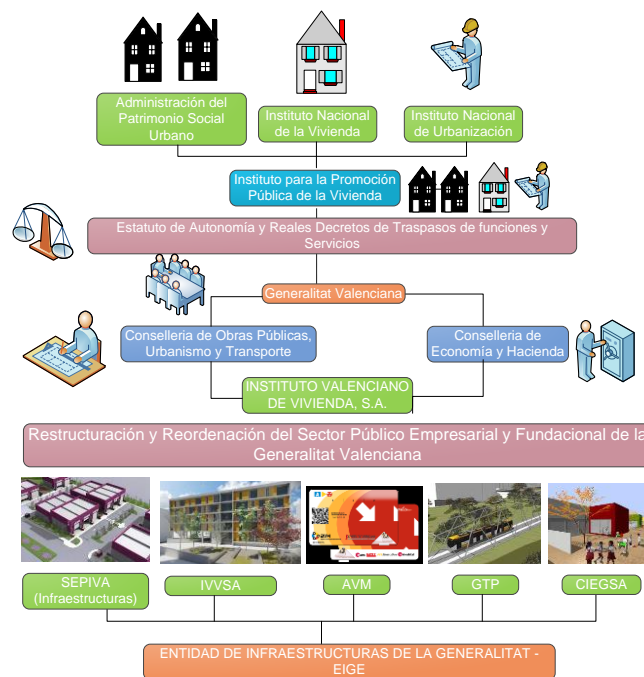 Administración del
Patrimonio Social
Urbano
Instituto Nacional
de la Vivienda
Instituto Nacional
de Urbanización
Instituto para la Promoción
Pública de la Vivienda
Estatuto de Autonomía y Reales Decretos de Traspasos de funciones y
Servicios
Generalitat Valenciana
Conselleria de Obras Públicas,
Urbanismo y Transporte
Conselleria de
Economía y Hacienda
INSTITUTO VALENCIANO
DE VIVIENDA, S.A.
Restructuración y Reordenación del Sector Público Empresarial y Fundacional de la
Generalitat Valenciana
SEPIVA
(Infraestructuras)
IVVSA
AVM
GTP
CIEGSA
ENTIDAD DE INFRAESTRUCTURAS DE LA GENERALITAT -
EIGE